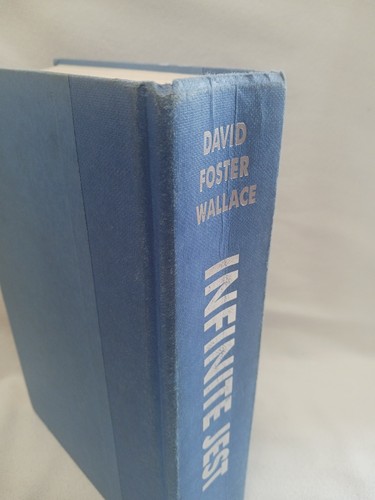 DAVID
FOSTER
WALLACE
INFINITE JEST